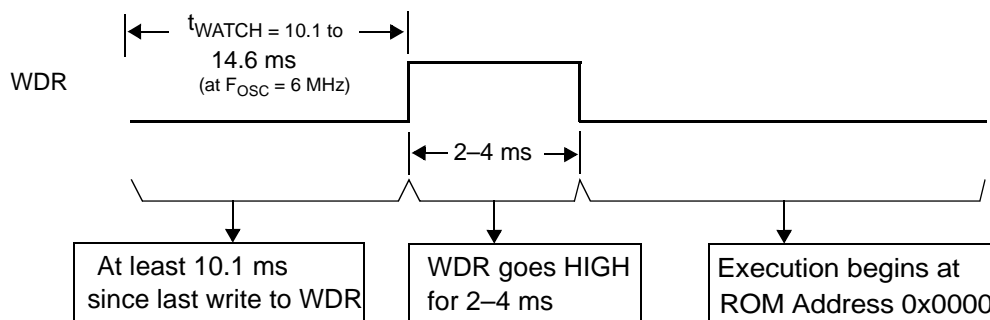 tWATCH = 10.1 to
14.6 ms
(at FOSC = 6 MHz)
WDR
2–4 ms
At least 10.1 ms
since last write to WDR
WDR goes HIGH
for 2–4 ms
Execution begins at
ROM Address 0x0000